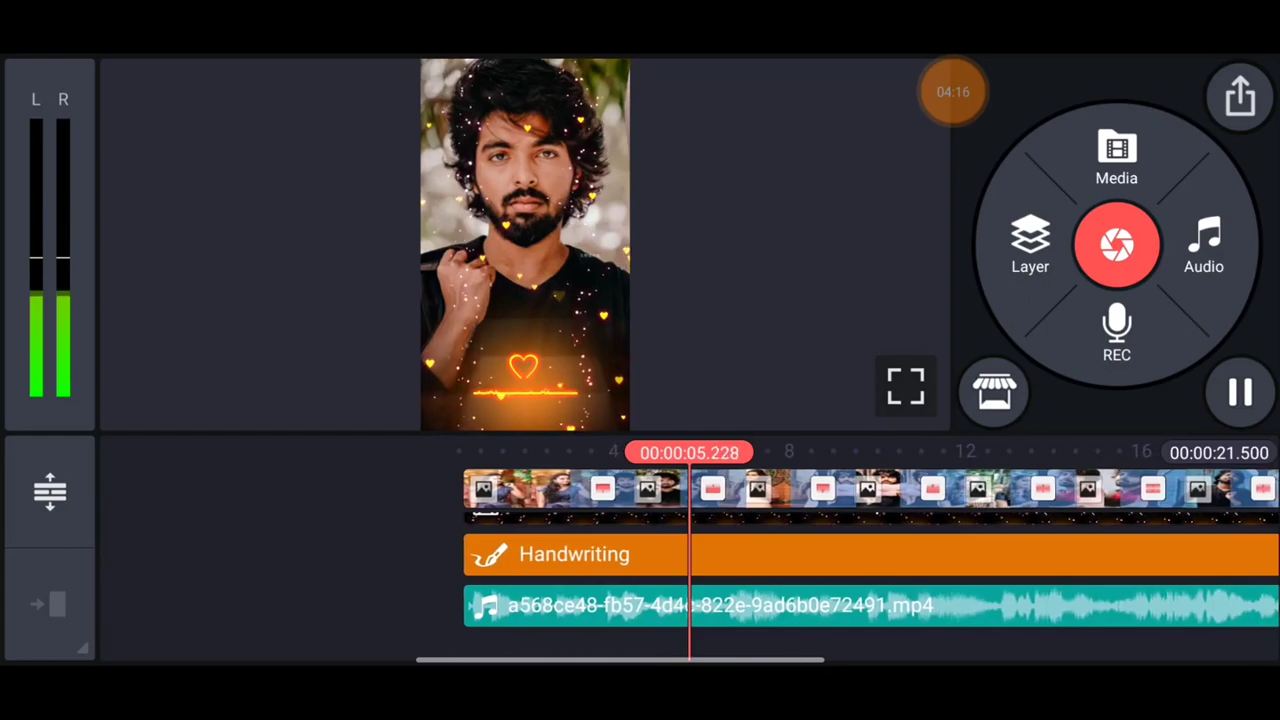 L R
04:16
Media
Layer
Audio
REC
4
00:00:05.228
8
12
16
00:00:21.500
Handwriting
a568ce48-fb57-4d4c-822e-9ad6b0e72491.mp4